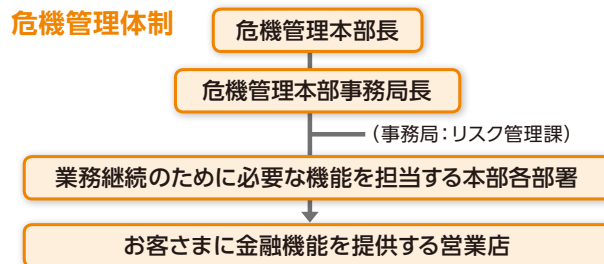 危機管理体制
危機管理本部長
危機管理本部事務局長
（事務局：リスク管理課）
業務継続のために必要な機能を担当する本部各部署
お客さまに金融機能を提供する営業店